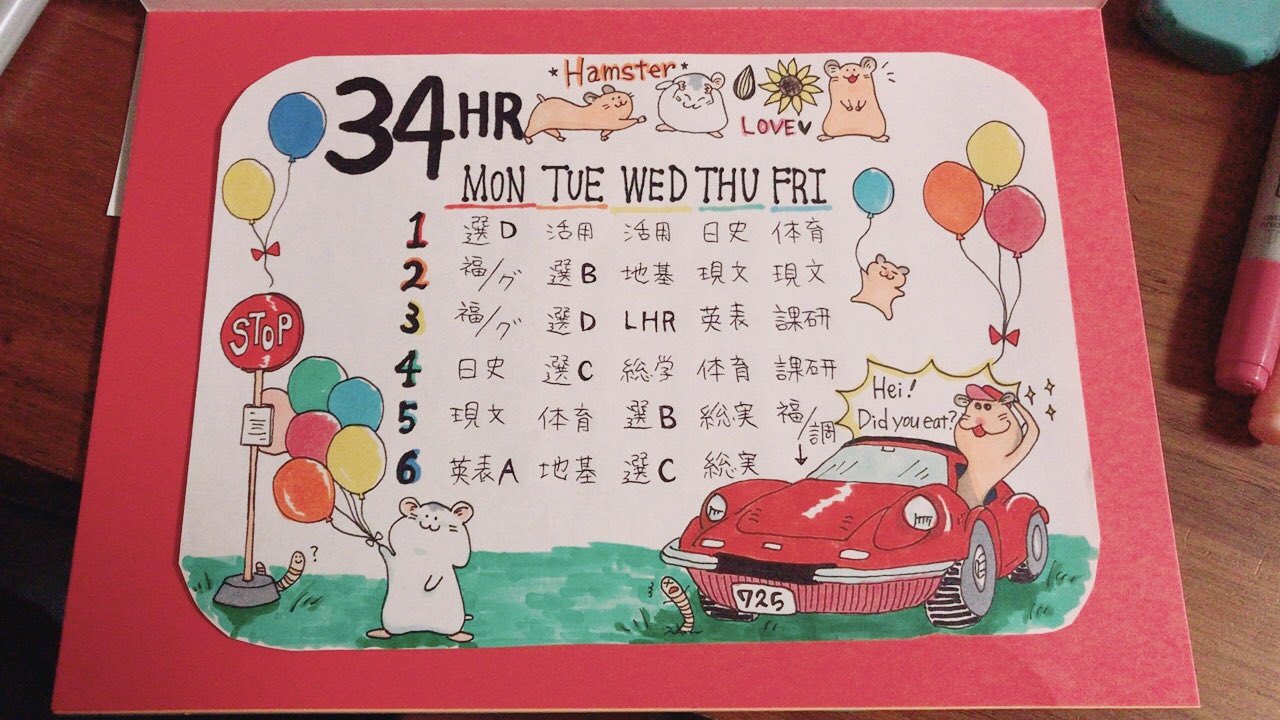 Hamster
34HR
LOVE♥
MON TUE WED THU FRI
1 選D 活用 活用 日史 体育
2 福/グ 選B 地基 現文 現文
3 福/グ 選D LHR 英表 課研
4 日史 選C 総学 体育 課研
5 現文 体育 選B 総実 福/調
6 英表A 地基 選C 総実 ↓
STOP
Hei!
Did you eat?
?
725